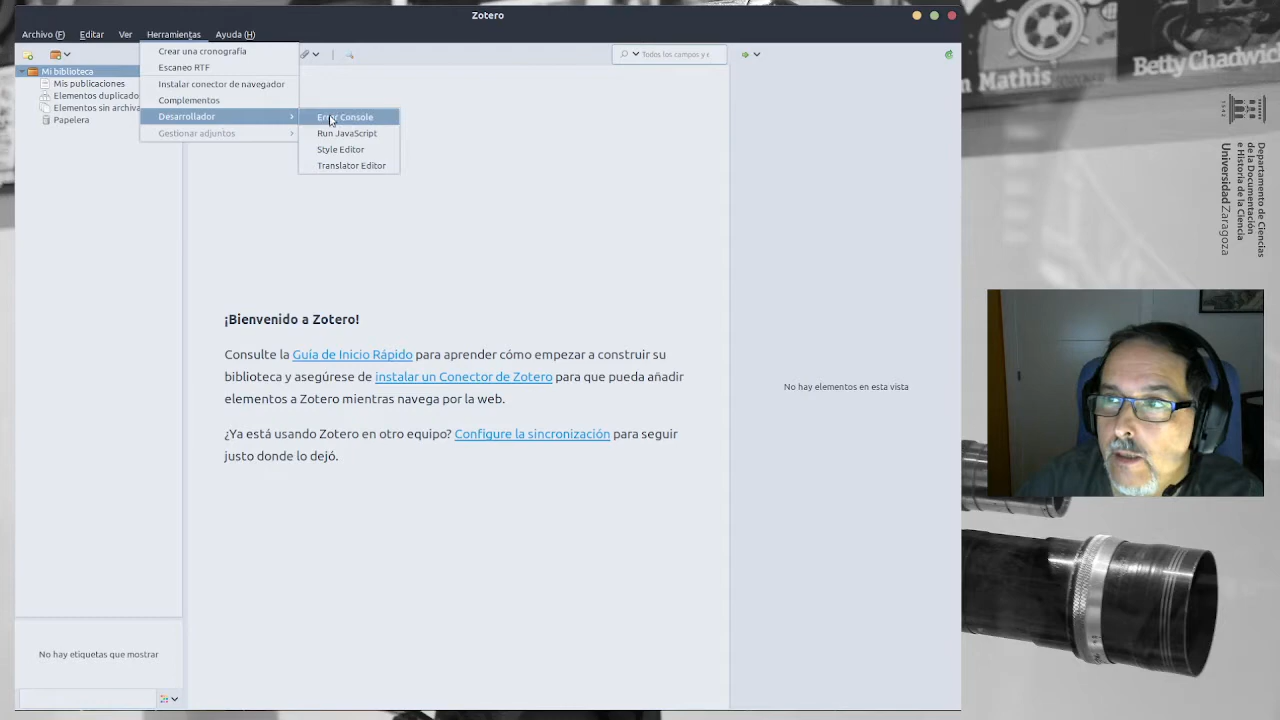 Zotero
Archivo (F)
Editar
Ver
Herramientas
Ayuda (H)
Crear una cronografía
Escaneo RTF
Instalar conector de navegador
Complementos
Desarrollador
Gestionar adjuntos
Error Console
Run JavaScript
Style Editor
Translator Editor
Todos los campos y e
Mi biblioteca
Mis publicaciones
Elementos duplicado
Elementos sin archiva
Papelera
¡Bienvenido a Zotero!
Consulte la Guía de Inicio Rápido para aprender cómo empezar a construir su
biblioteca y asegúrese de instalar un Conector de Zotero para que pueda añadir
elementos a Zotero mientras navega por la web.
¿Ya está usando Zotero en otro equipo? Configure la sincronización para seguir
justo donde lo dejó.
No hay elementos en esta vista
No hay etiquetas que mostrar
n Mathis
Betty Chadwic
1542
Departamento de Ciencias
de la Documentación
e Historia de la Ciencia
Universidad Zaragoza